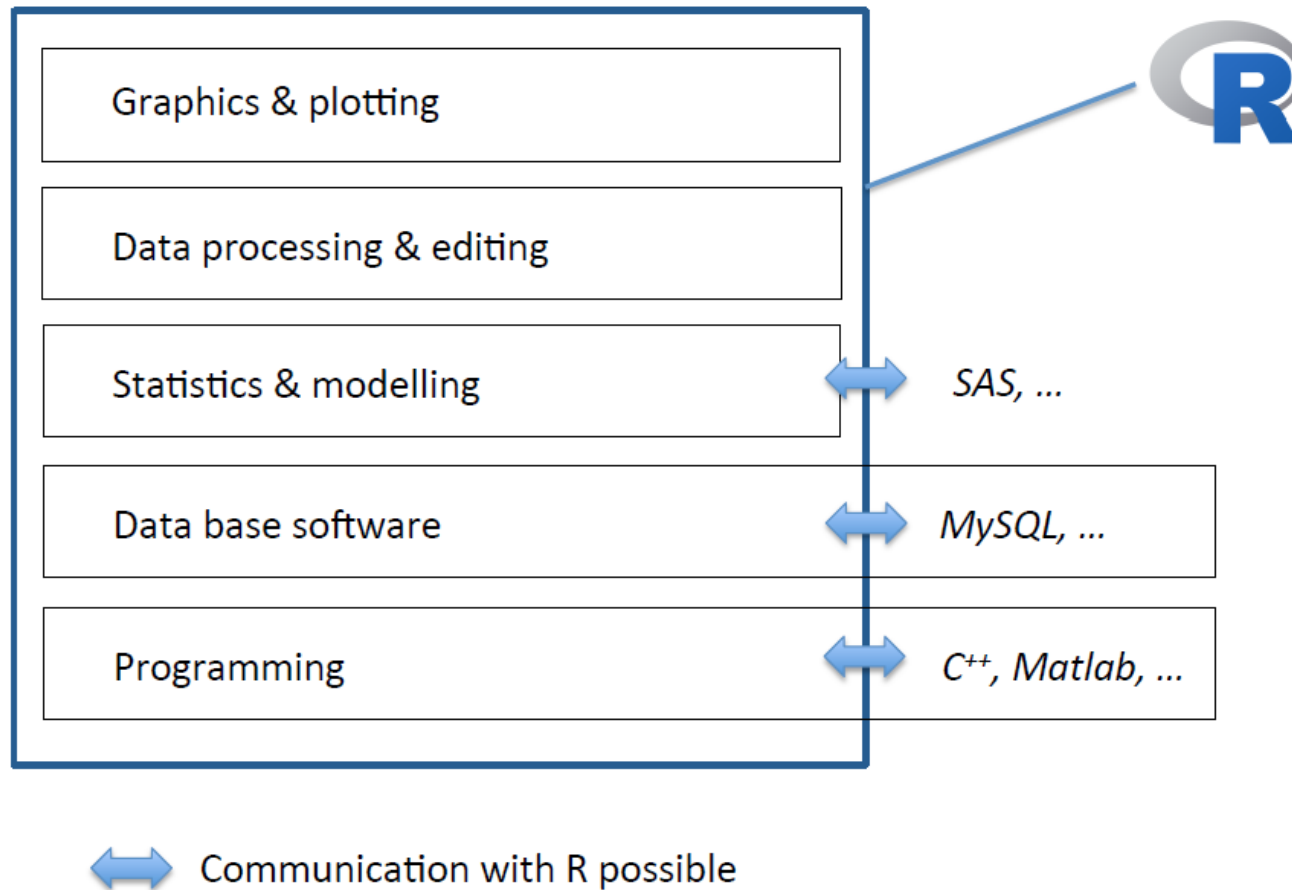 Graphics & plotting
R
Data processing & editing
Statistics & modelling
SAS, ...
Data base software
MySQL, ...
Programming
C++, Matlab, ...
Communication with R possible